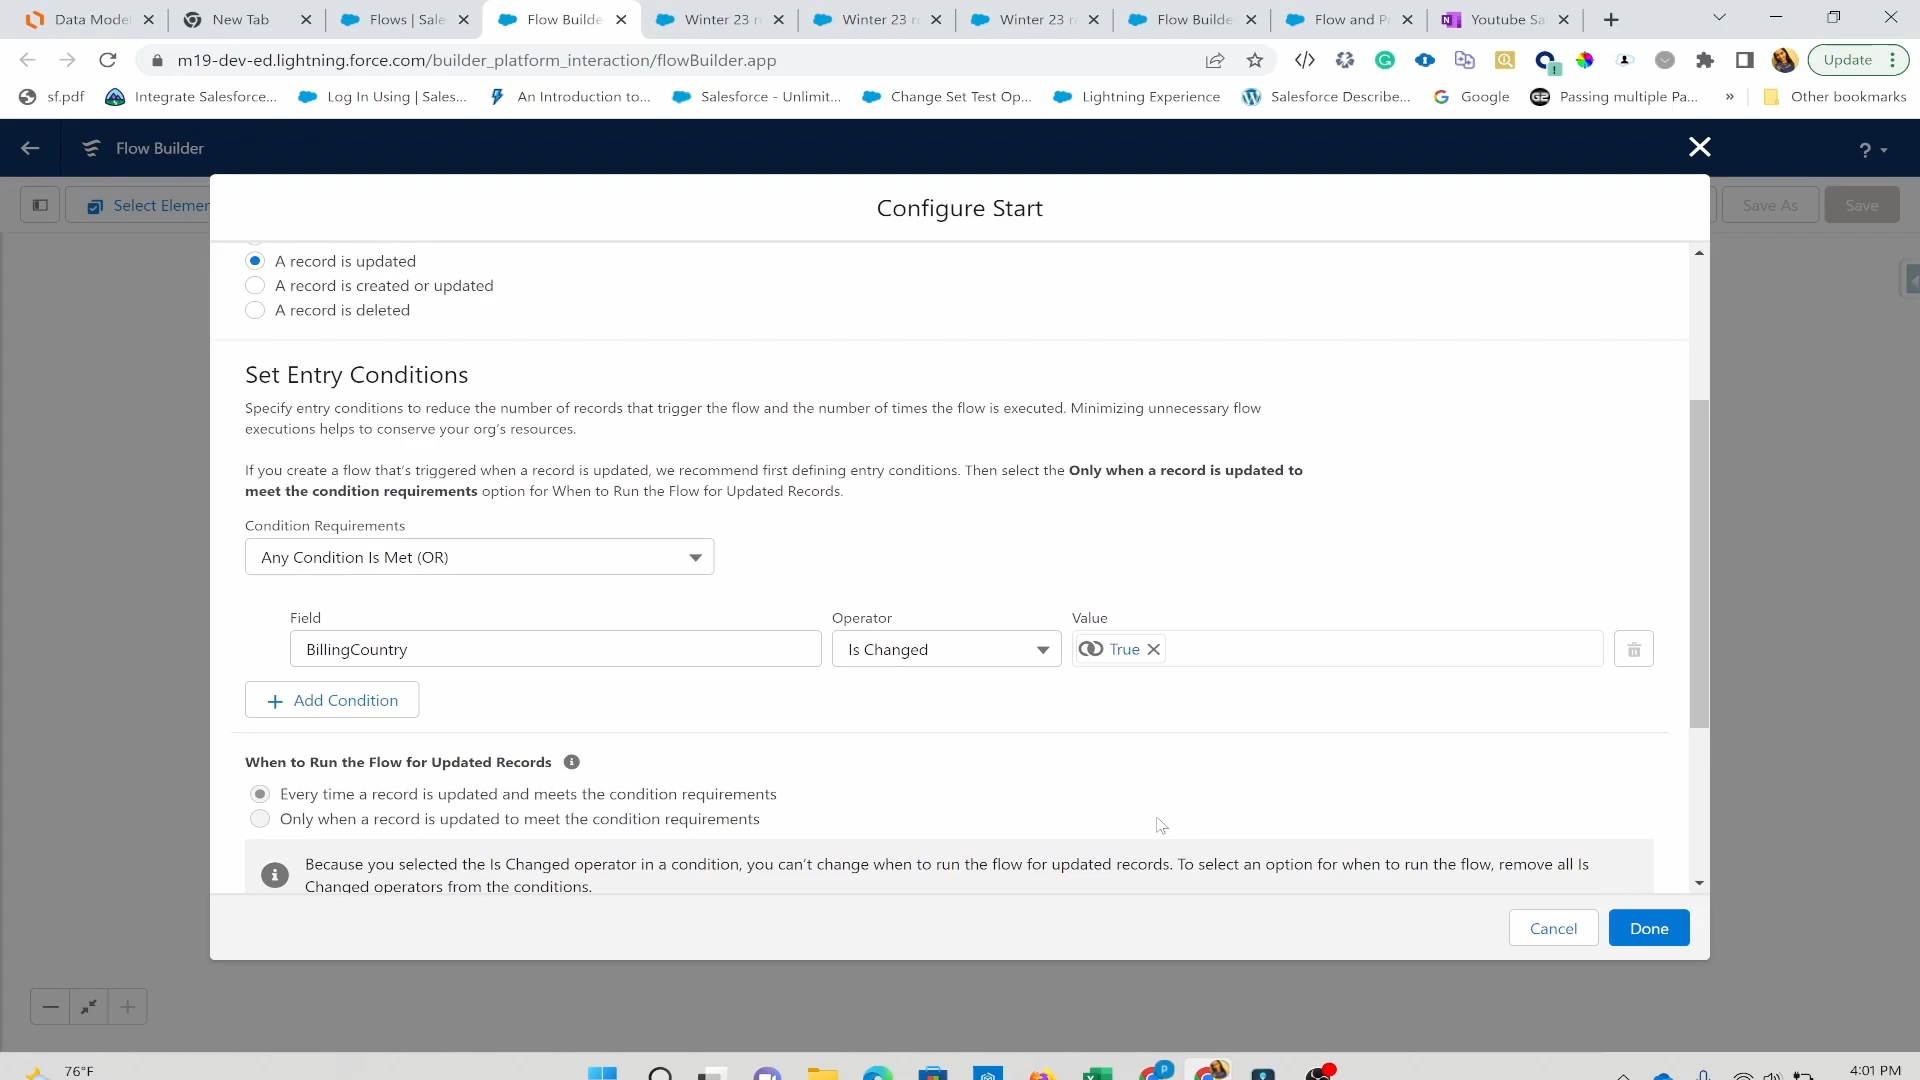 Data Model
New Tab
Flows | Sale
Flow Builde
Winter 23 r
Winter 23 r
Winter 23 r
Flow Builde
Flow and P
Youtube Sa
m19-dev-ed.lightning.force.com/builder_platform_interaction/flowBuilder.app
Update
sf.pdf
Integrate Salesforce...
Log In Using | Sales...
An Introduction to...
Salesforce - Unlimit...
Change Set Test Op...
Lightning Experience
Salesforce Describe...
Google
Passing multiple Pa...
» Other bookmarks
Flow Builder
?
Select Elemen
Save As
Save
Configure Start
A record is updated
A record is created or updated
A record is deleted
Set Entry Conditions
Specify entry conditions to reduce the number of records that trigger the flow and the number of times the flow is executed. Minimizing unnecessary flow
executions helps to conserve your org's resources.
If you create a flow that's triggered when a record is updated, we recommend first defining entry conditions. Then select the Only when a record is updated to
meet the condition requirements option for When to Run the Flow for Updated Records.
Condition Requirements
Any Condition Is Met (OR)
Field Operator Value
BillingCountry Is Changed True
Add Condition
When to Run the Flow for Updated Records
Every time a record is updated and meets the condition requirements
Only when a record is updated to meet the condition requirements
Because you selected the Is Changed operator in a condition, you can't change when to run the flow for updated records. To select an option for when to run the flow, remove all Is
Changed operators from the conditions.
Cancel
Done
76°F
4:01 PM